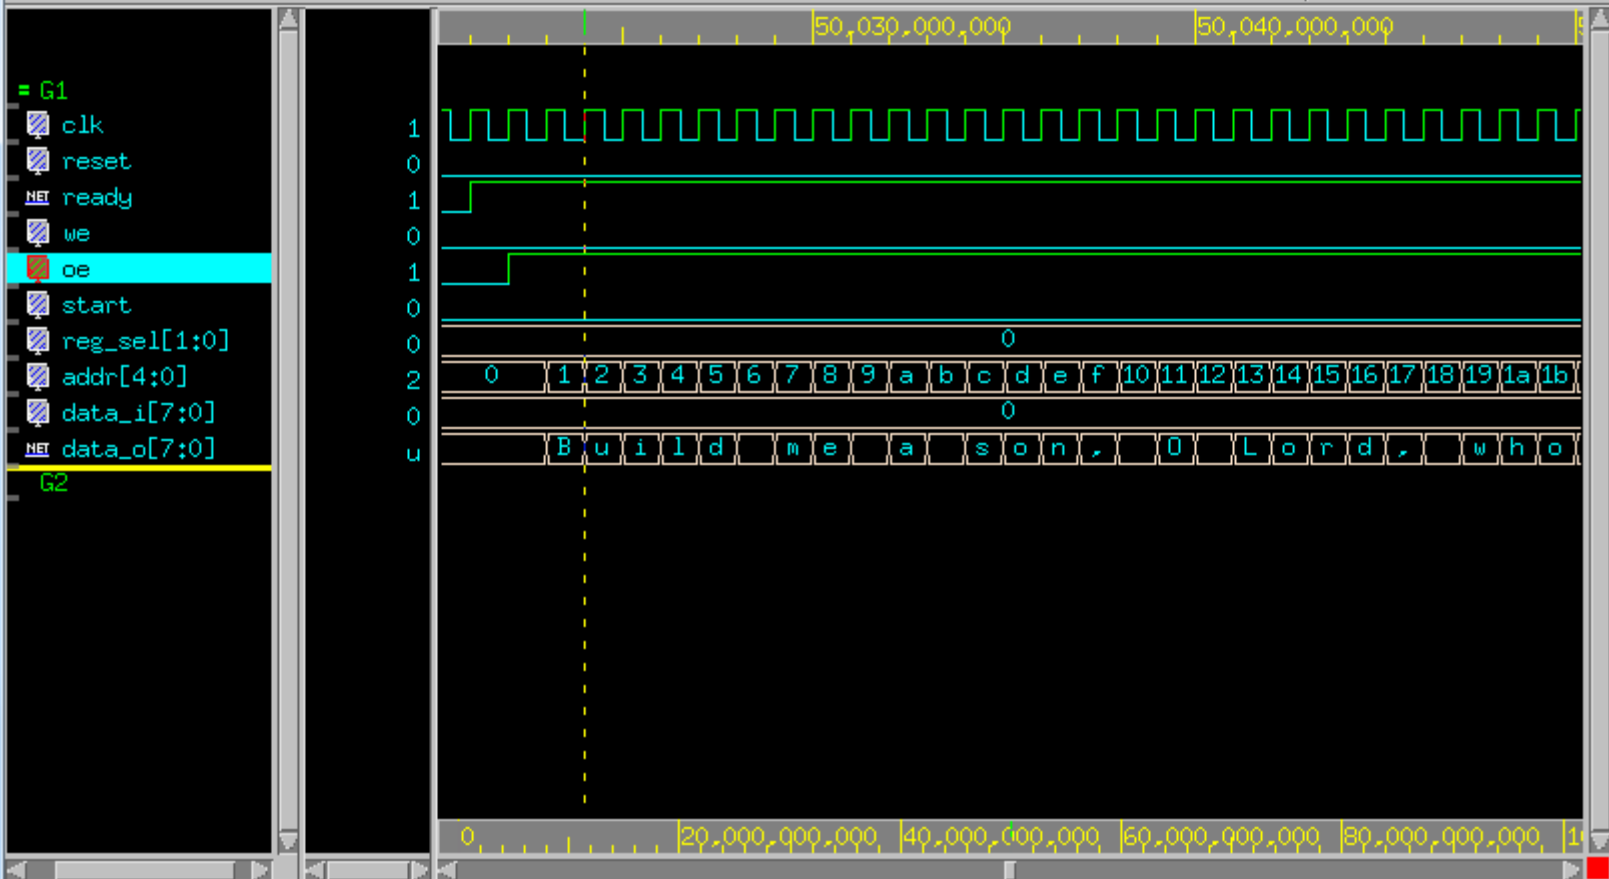 50,030,000,000 50,040,000,000
= G1
clk 1
reset 0
NET ready 1
we 0
oe 1
start 0
reg_sel[1:0] 0 0
addr[4:0] 2 0 1 2 3 4 5 6 7 8 9 a b c d e f 10 11 12 13 14 15 16 17 18 19 1a 1b
data_i[7:0] 0 0
NET data_o[7:0] u B u i l d m e a s o n , O L o r d , w h o
G2
0 20,000,000,000 40,000,000,000 60,000,000,000 80,000,000,000